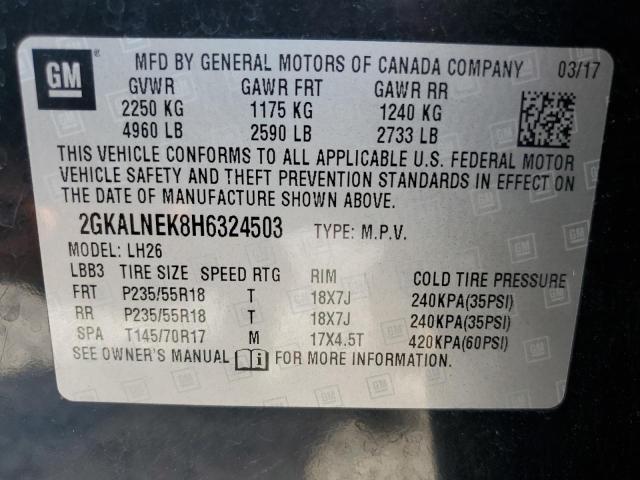 GM
MFD BY GENERAL MOTORS OF CANADA COMPANY 03/17
GVWR GAWR FRT GAWR RR
2250 KG 1175 KG 1240 KG
4960 LB 2590 LB 2733 LB
THIS VEHICLE CONFORMS TO ALL APPLICABLE U.S. FEDERAL MOTOR
VEHICLE SAFETY AND THEFT PREVENTION STANDARDS IN EFFECT ON
THE DATE OF MANUFACTURE SHOWN ABOVE.
2GKALNEK8H6324503 TYPE: M.P.V.
MODEL: LH26
LBB3 TIRE SIZE SPEED RTG RIM COLD TIRE PRESSURE
FRT P235/55R18 T 18X7J 240KPA(35PSI)
RR P235/55R18 T 18X7J 240KPA(35PSI)
SPA T145/70R17 M 17X4.5T 420KPA(60PSI)
SEE OWNER'S MANUAL i FOR MORE INFORMATION.